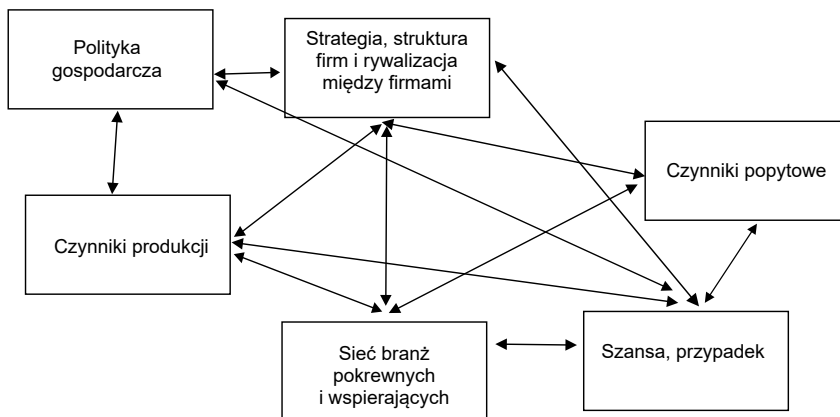 Polityka
gospodarcza
Strategia, struktura
firm i rywalizacja
między firmami
Czynniki popytowe
Czynniki produkcji
Sieć branż
pokrewnych
i wspierających
Szansa, przypadek